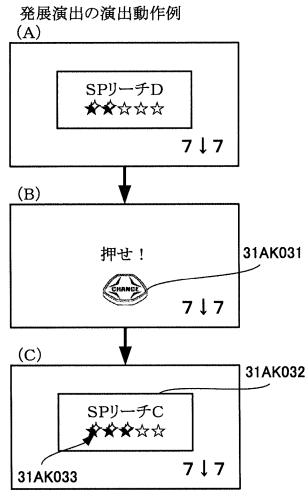 発展演出の演出動作例
(A)
SPリーチD
★★☆☆☆
7↓7
(B)
31AK031
押せ！
CHANGE
7↓7
(C)
31AK032
SPリーチC
★★★☆☆
31AK033
7↓7